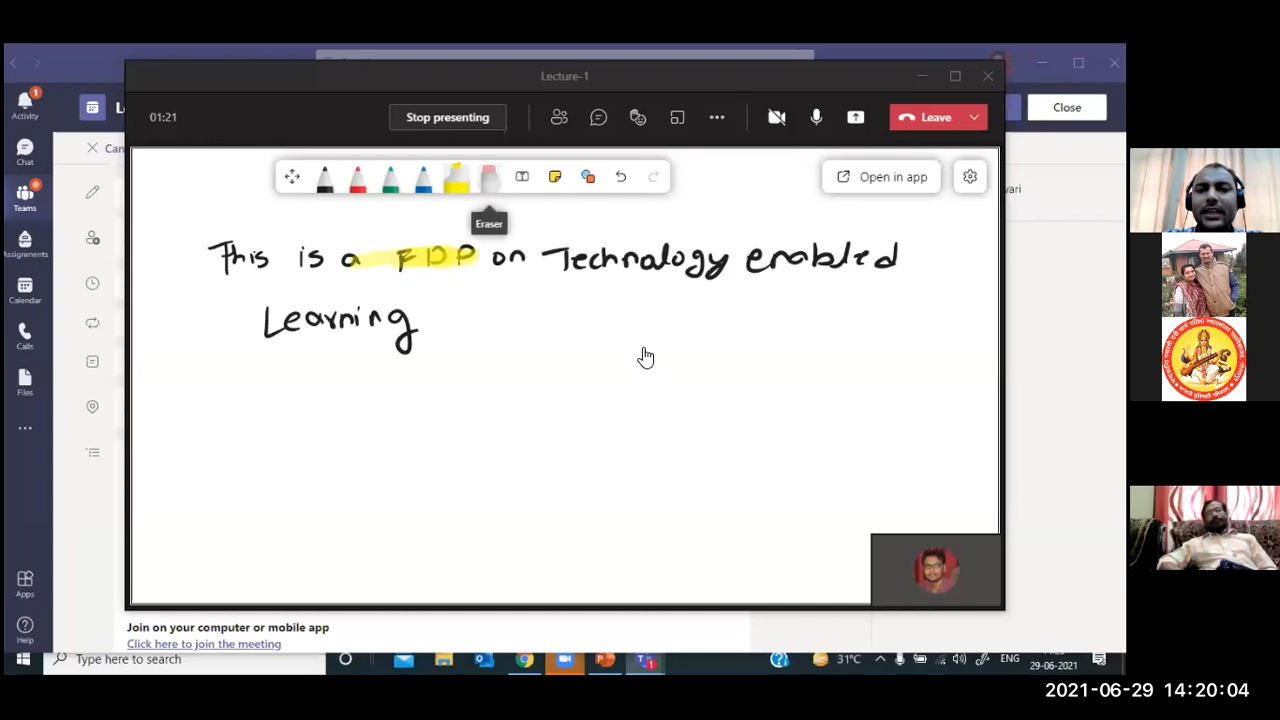 Lecture-1
01:21
Stop presenting
Leave
Close
Activity
Chat
Teams
Assignments
Calendar
Calls
Files
Apps
Help
Open in app
Eraser
This is a FDP on Technology enabled
Learning
Join on your computer or mobile app
Click here to join the meeting
Type here to search
31°C
ENG
29-06-2021
2021-06-29 14:20:04